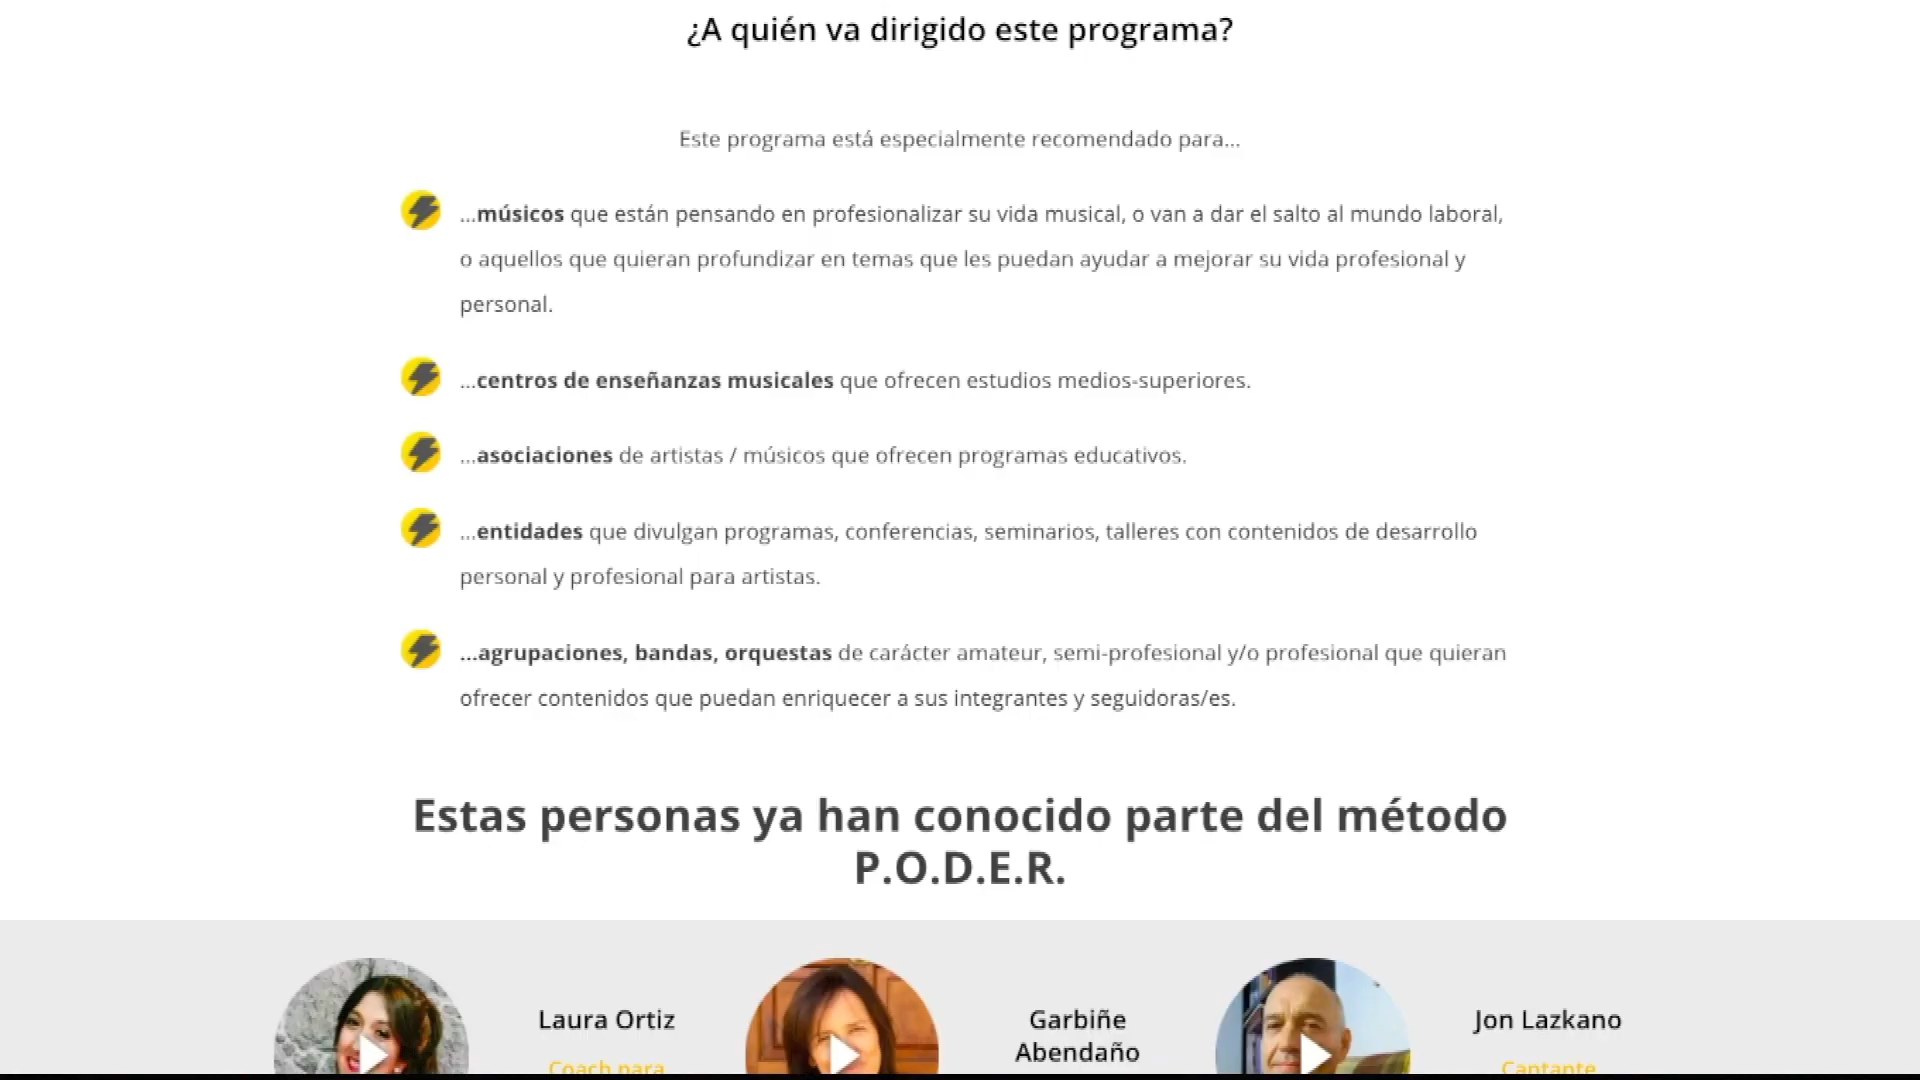 ¿A quién va dirigido este programa?
Este programa está especialmente recomendado para...
...músicos que están pensando en profesionalizar su vida musical, o van a dar el salto al mundo laboral,
o aquellos que quieran profundizar en temas que les puedan ayudar a mejorar su vida profesional y
personal.
...centros de enseñanzas musicales que ofrecen estudios medios-superiores.
...asociaciones de artistas / músicos que ofrecen programas educativos.
...entidades que divulgan programas, conferencias, seminarios, talleres con contenidos de desarrollo
personal y profesional para artistas.
...agrupaciones, bandas, orquestas de carácter amateur, semi-profesional y/o profesional que quieran
ofrecer contenidos que puedan enriquecer a sus integrantes y seguidoras/es.
Estas personas ya han conocido parte del método
P.O.D.E.R.
Laura Ortiz
Coach para
Garbiñe
Abendaño
Jon Lazkano
Cantante